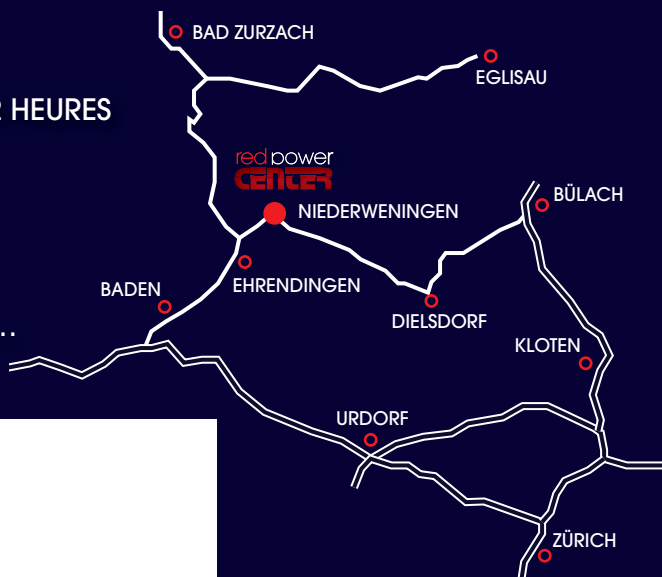 BAD ZURZACH
EGLISAU
HEURES
red power
CENTER
BÜLACH
NIEDERWENINGEN
EHRENDINGEN
BADEN
DIELSDORF
..
KLOTEN
URDORF
ZÜRICH